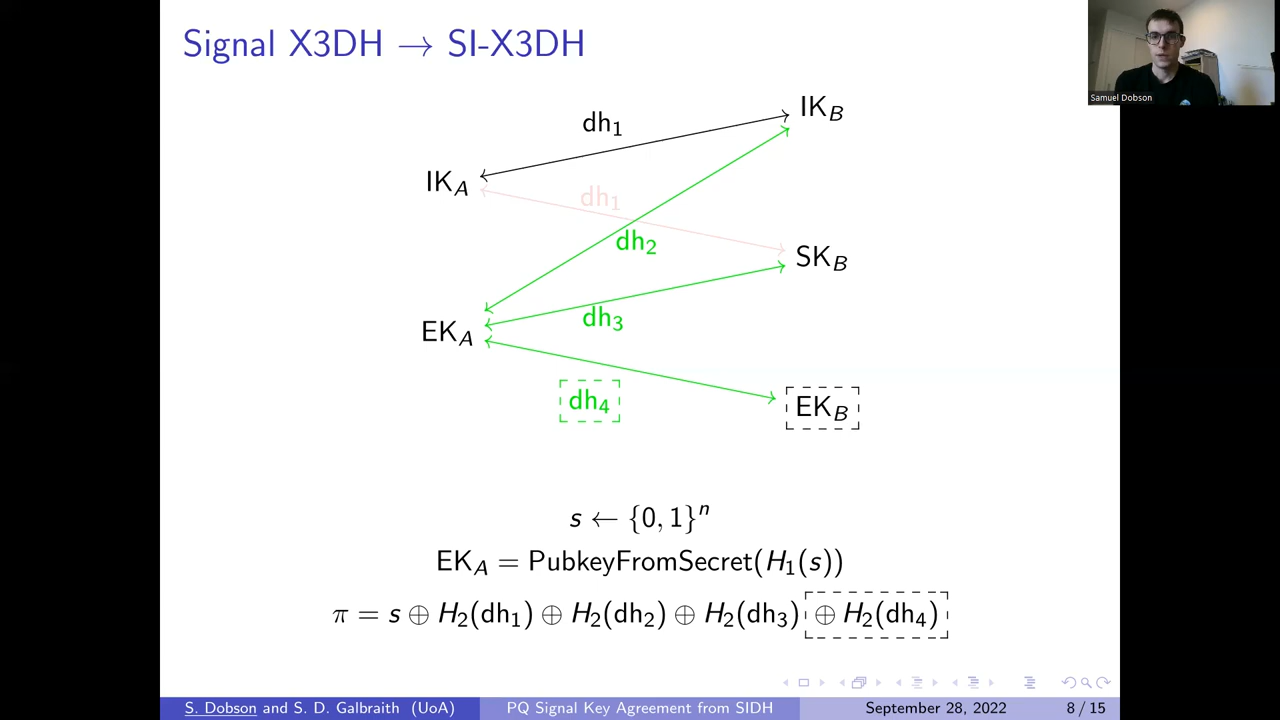 Signal X3DH → SI-X3DH
Samuel Dobson
dh₁
IK_B
IK_A
dh₁
dh₂
SK_B
dh₃
EK_A
dh₄
EK_B
s ← {0, 1}ⁿ
EK_A = PubkeyFromSecret(H₁(s))
π = s ⊕ H₂(dh₁) ⊕ H₂(dh₂) ⊕ H₂(dh₃) ⊕ H₂(dh₄)
S. Dobson and S. D. Galbraith (UoA) PQ Signal Key Agreement from SIDH September 28, 2022 8 / 15